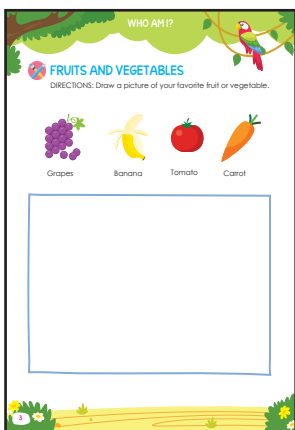 WHO AM I?
FRUITS AND VEGETABLES
DIRECTIONS: Draw a picture of your favorite fruit or vegetable.
Grapes Banana Tomato Carrot
3